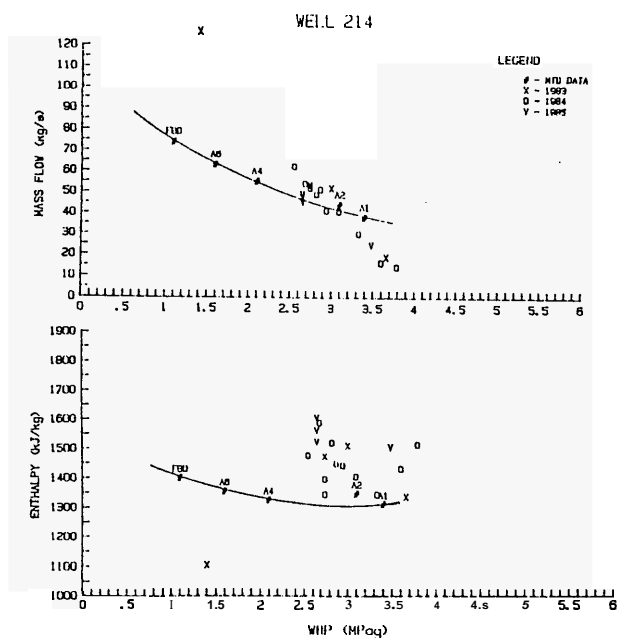 WELL 214
LEGEND
# - MTU DATA
X - 1983
O - 1984
V - 1985
MASS FLOW (kg/s)
120
110
100
90
80
70
60
50
40
30
20
10
0
FBD
A6
A4
A2
A1
0 .5 1 1.5 2 2.5 3 3.5 4 4.5 5 5.5 6
ENTHALPY (kJ/kg)
1900
1800
1700
1600
1500
1400
1300
1200
1100
1000
FBD
A6
A4
A2
A1
0 .5 1 1.5 2 2.5 3 3.5 4 4.s 5 5.5 6
WHP (MPag)